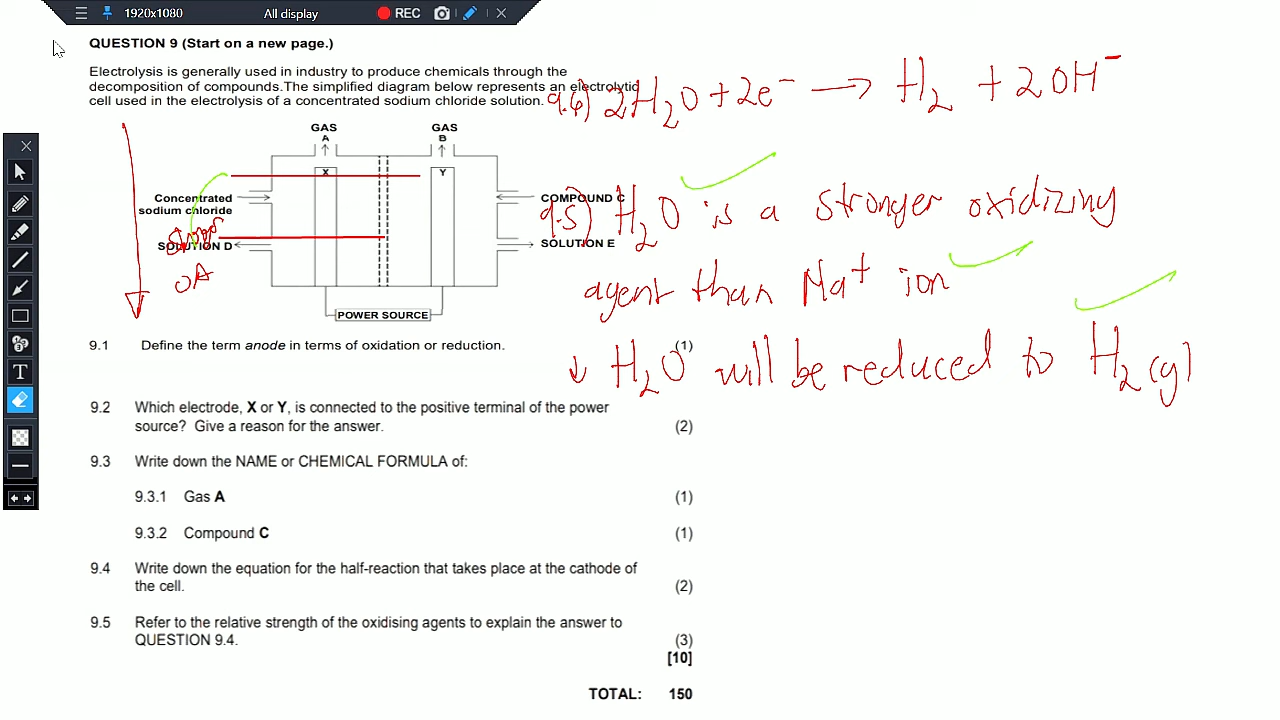 1920x1080 All display REC
QUESTION 9 (Start on a new page.)
Electrolysis is generally used in industry to produce chemicals through the
decomposition of compounds.The simplified diagram below represents an electrolytic
cell used in the electrolysis of a concentrated sodium chloride solution.
9.4) 2H₂O + 2e⁻ → H₂ + 2OH⁻
GAS
A
GAS
B
X
Y
Concentrated
sodium chloride
COMPOUND C
SOLUTION D
SOLUTION E
OA
POWER SOURCE
9.5) H₂O is a stronger oxidizing
agent than Na⁺ ion
↓ H₂O will be reduced to H₂(g)
9.1 Define the term anode in terms of oxidation or reduction. (1)
9.2 Which electrode, X or Y, is connected to the positive terminal of the power
source? Give a reason for the answer. (2)
9.3 Write down the NAME or CHEMICAL FORMULA of:
9.3.1 Gas A (1)
9.3.2 Compound C (1)
9.4 Write down the equation for the half-reaction that takes place at the cathode of
the cell. (2)
9.5 Refer to the relative strength of the oxidising agents to explain the answer to
QUESTION 9.4. (3)
[10]
TOTAL: 150